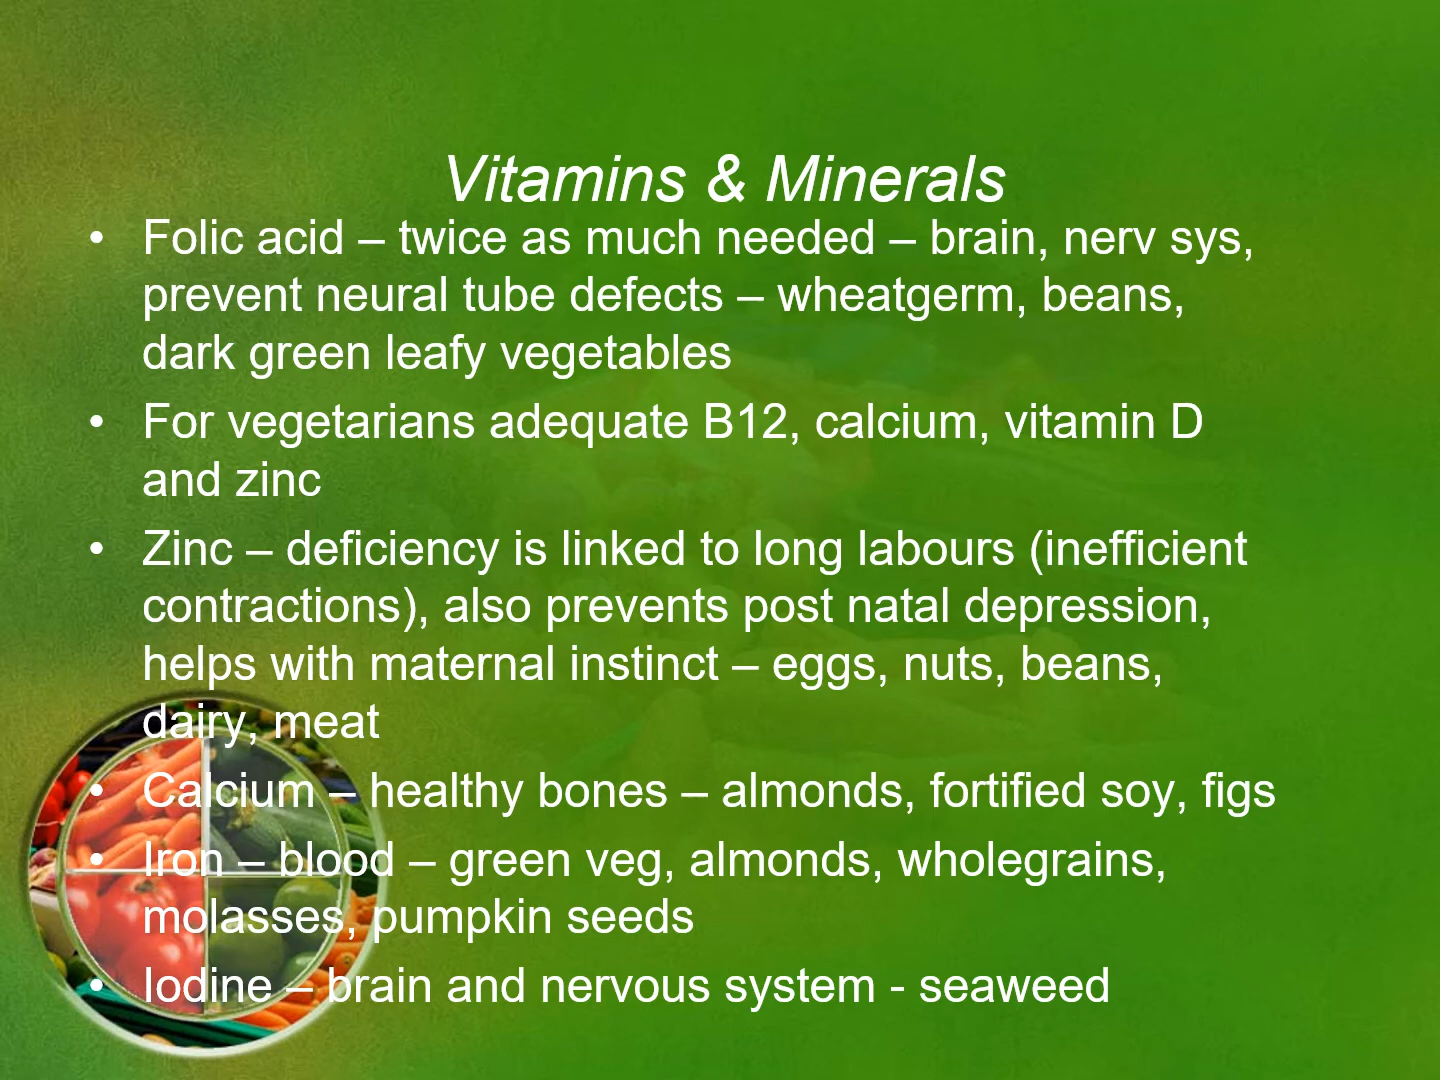 Vitamins & Minerals
• Folic acid – twice as much needed – brain, nerv sys,
prevent neural tube defects – wheatgerm, beans,
dark green leafy vegetables
• For vegetarians adequate B12, calcium, vitamin D
and zinc
• Zinc – deficiency is linked to long labours (inefficient
contractions), also prevents post natal depression,
helps with maternal instinct – eggs, nuts, beans,
dairy, meat
• Calcium – healthy bones – almonds, fortified soy, figs
• Iron – blood – green veg, almonds, wholegrains,
molasses, pumpkin seeds
• Iodine – brain and nervous system - seaweed